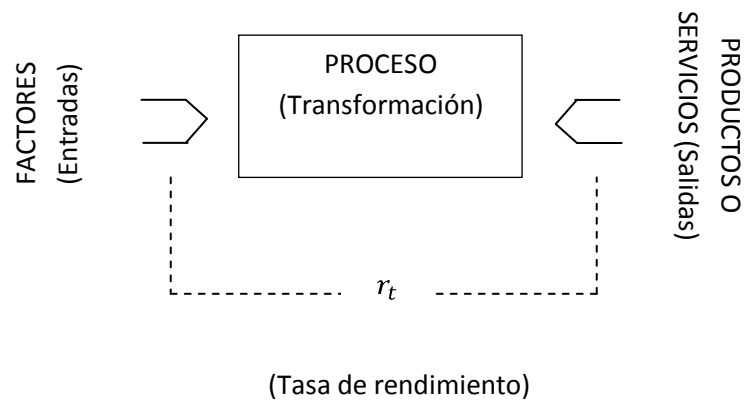 FACTORES
(Entradas)
PROCESO
(Transformación)
PRODUCTOS O
SERVICIOS (Salidas)
r_t
(Tasa de rendimiento)